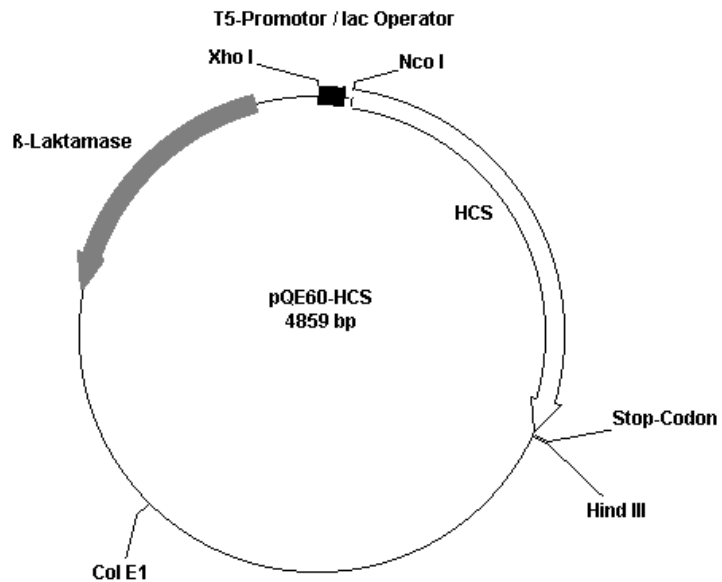 T5-Promotor / lac Operator
Xho I
Nco I
ß-Laktamase
HCS
pQE60-HCS
4859 bp
Stop-Codon
Hind III
Col E1